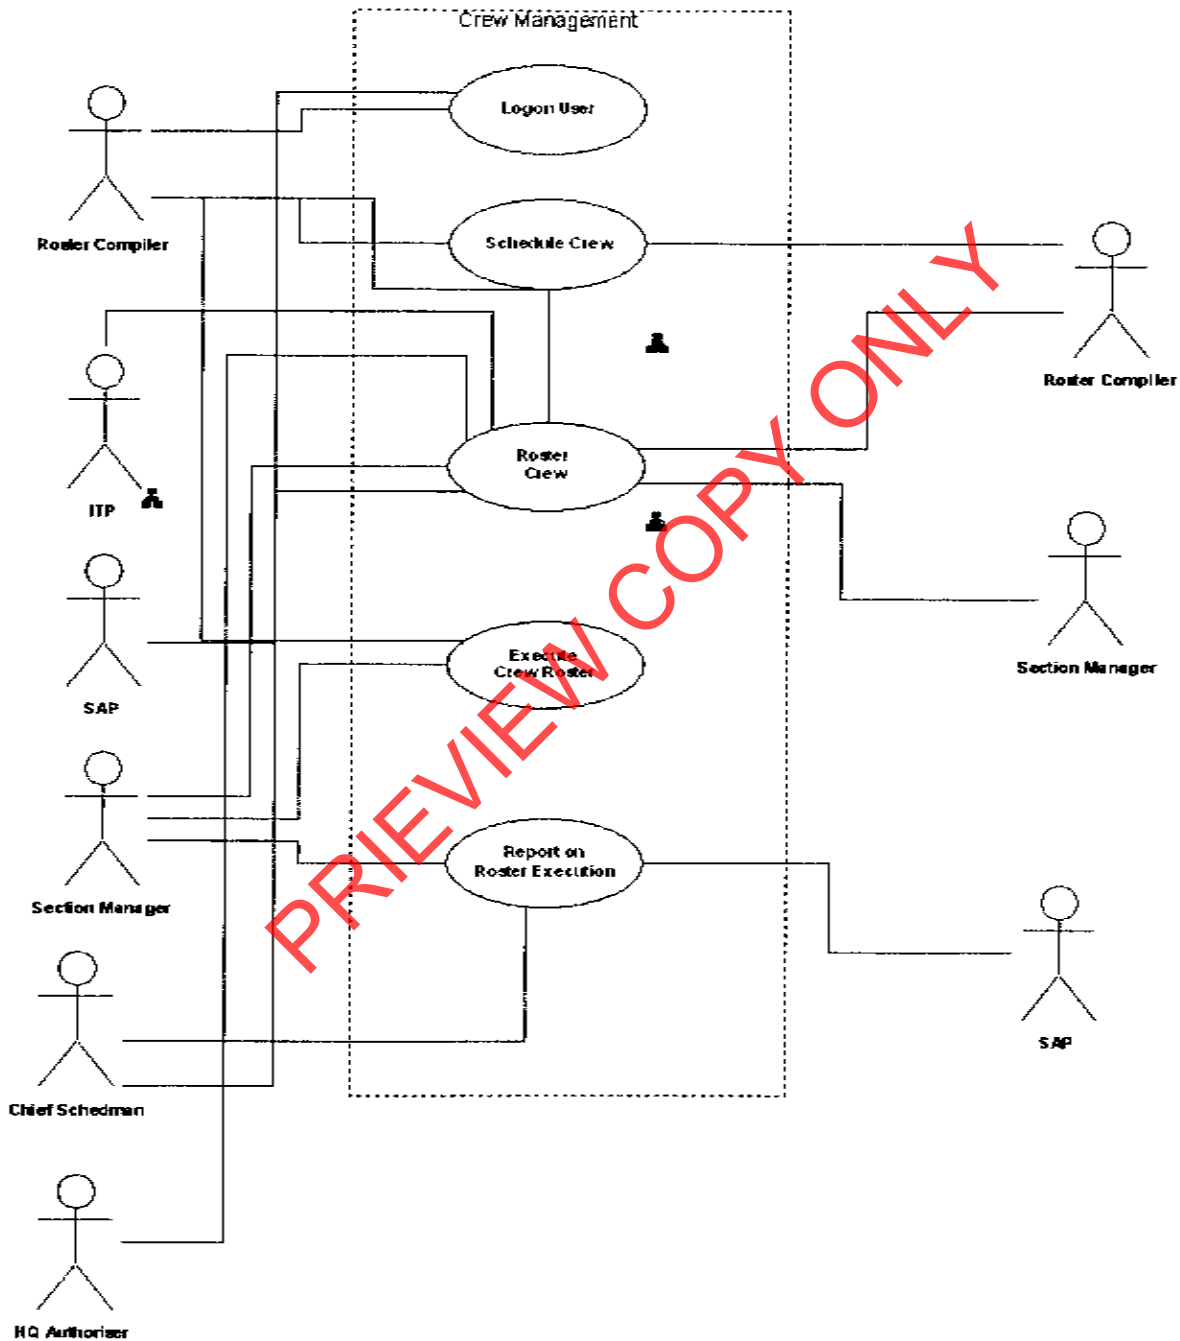 Crew Management
Logon User
Roster Compiler
Schedule Crew
Roster Compiler
ITP
Roster
Crew
SAP
Execute
Crew Roster
Section Manager
Section Manager
Report on
Roster Execution
SAP
Chief Schedman
HQ Authoriser
PRIEVIEW COPY ONLY